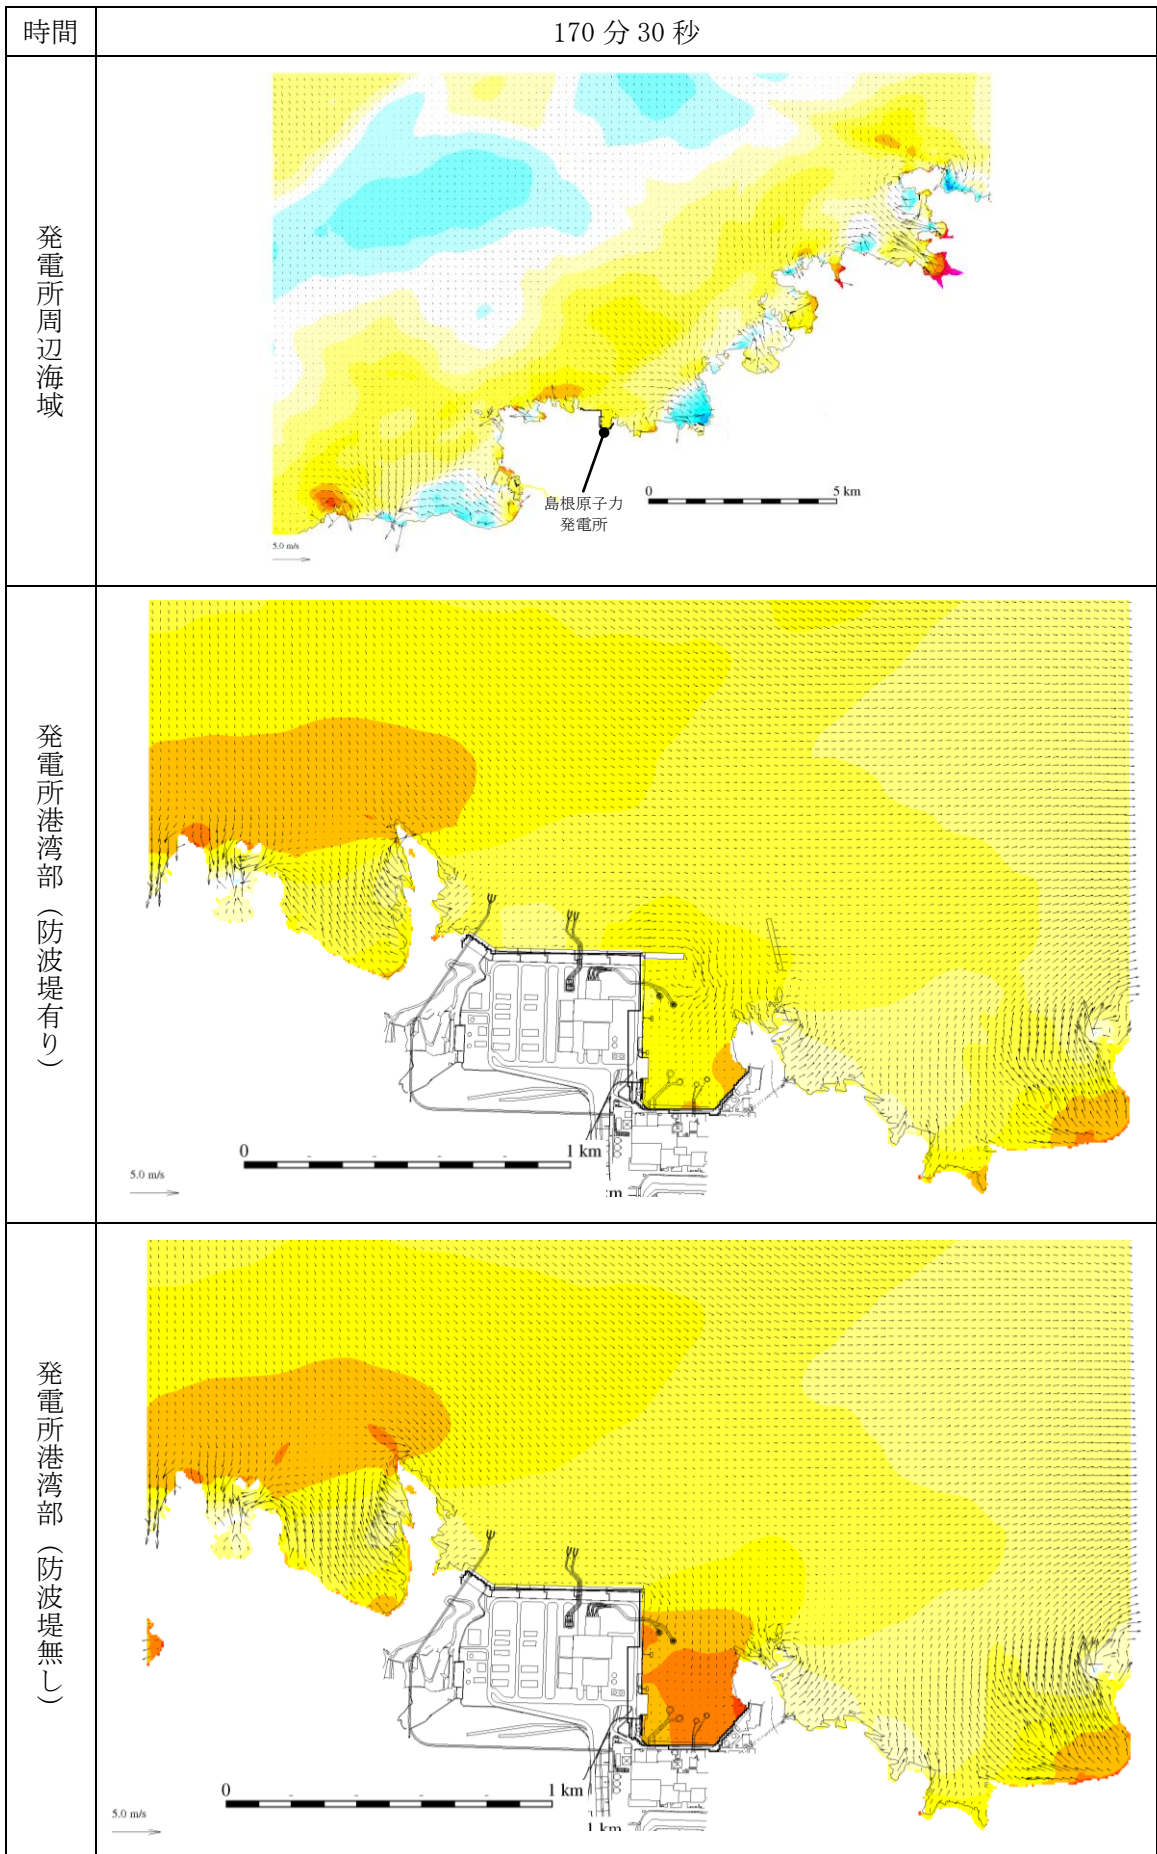 時間
170 分 30 秒
発電所周辺海域
島根原子力
発電所
0
5 km
5.0 m/s
発電所港湾部（防波堤有り）
0
1 km
5.0 m/s
発電所港湾部（防波堤無し）
0
1 km
5.0 m/s
1 km